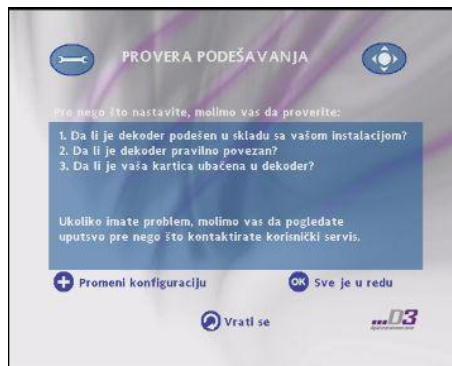 PROVERA PODEŠAVANJA
Pre nego što nastavite, molimo vas da proverite:
1. Da li je dekoder podešen u skladu sa vašom instalacijom?
2. Da li je dekoder pravilno povezan?
3. Da li je vaša kartica ubačena u dekoder?
Ukoliko imate problem, molimo vas da pogledate
uputsvo pre nego što kontaktirate korisnički servis.
Promeni konfiguraciju
OK Sve je u redu
Vrati se
...D3